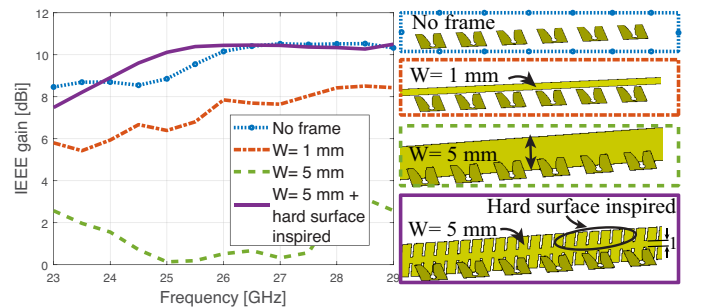 IEEE gain [dBi]
12
10
8
6
4
2
0
23
24
25
26
27
28
29
Frequency [GHz]
No frame
W= 1 mm
W= 5 mm
W= 5 mm +
hard surface
inspired
No frame
W= 1 mm
W= 5 mm
Hard surface inspired
W= 5 mm
l